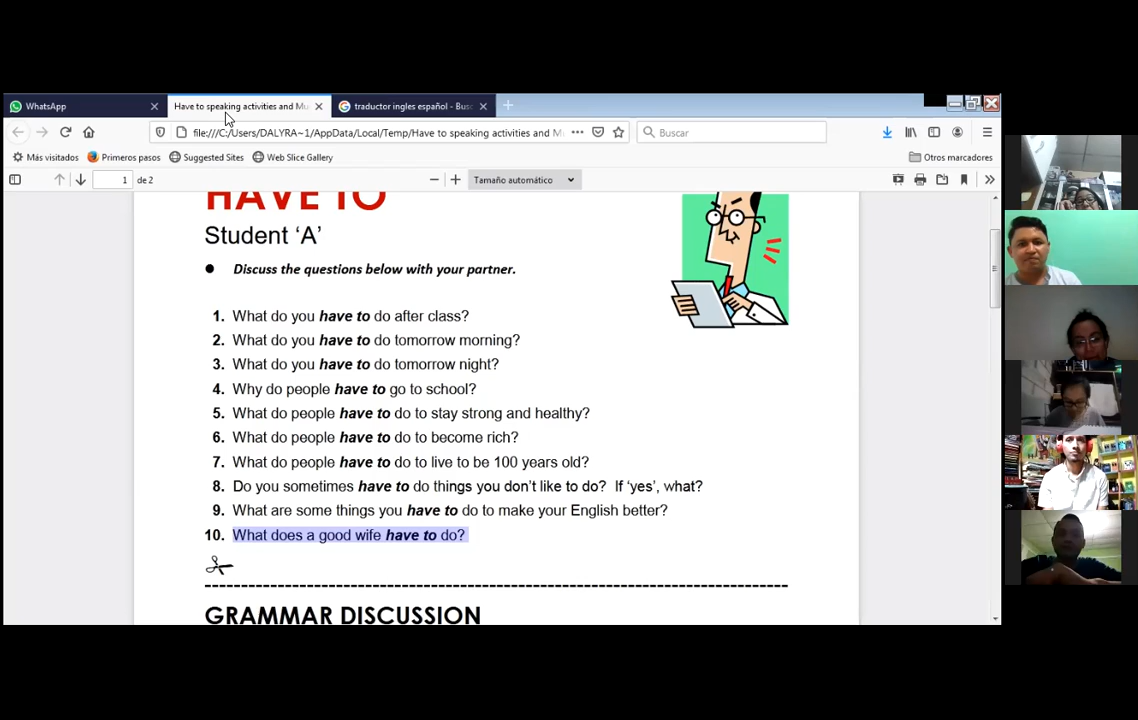 WhatsApp
Have to speaking activities and Mu
traductor ingles español - Busc
file:///C:/Users/DALYRA~1/AppData/Local/Temp/Have to speaking activities and M
Buscar
Más visitados
Primeros pasos
Suggested Sites
Web Slice Gallery
Otros marcadores
1
de 2
Tamaño automático
HAVE TO
Student ‘A’
● Discuss the questions below with your partner.
1. What do you have to do after class?
2. What do you have to do tomorrow morning?
3. What do you have to do tomorrow night?
4. Why do people have to go to school?
5. What do people have to do to stay strong and healthy?
6. What do people have to do to become rich?
7. What do people have to do to live to be 100 years old?
8. Do you sometimes have to do things you don’t like to do? If ‘yes’, what?
9. What are some things you have to do to make your English better?
10. What does a good wife have to do?
GRAMMAR DISCUSSION